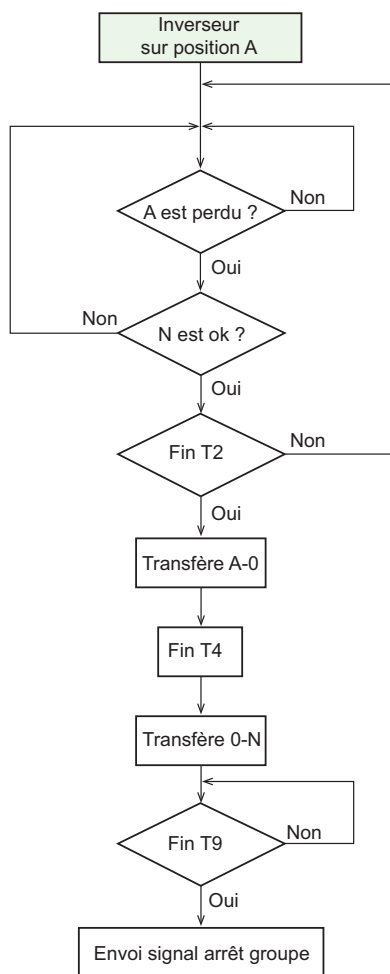 Inverseur
sur position A
A est perdu ?
Non
Oui
N est ok ?
Non
Oui
Fin T2
Non
Oui
Transfère A-0
Fin T4
Transfère 0-N
Fin T9
Non
Oui
Envoi signal arrêt groupe